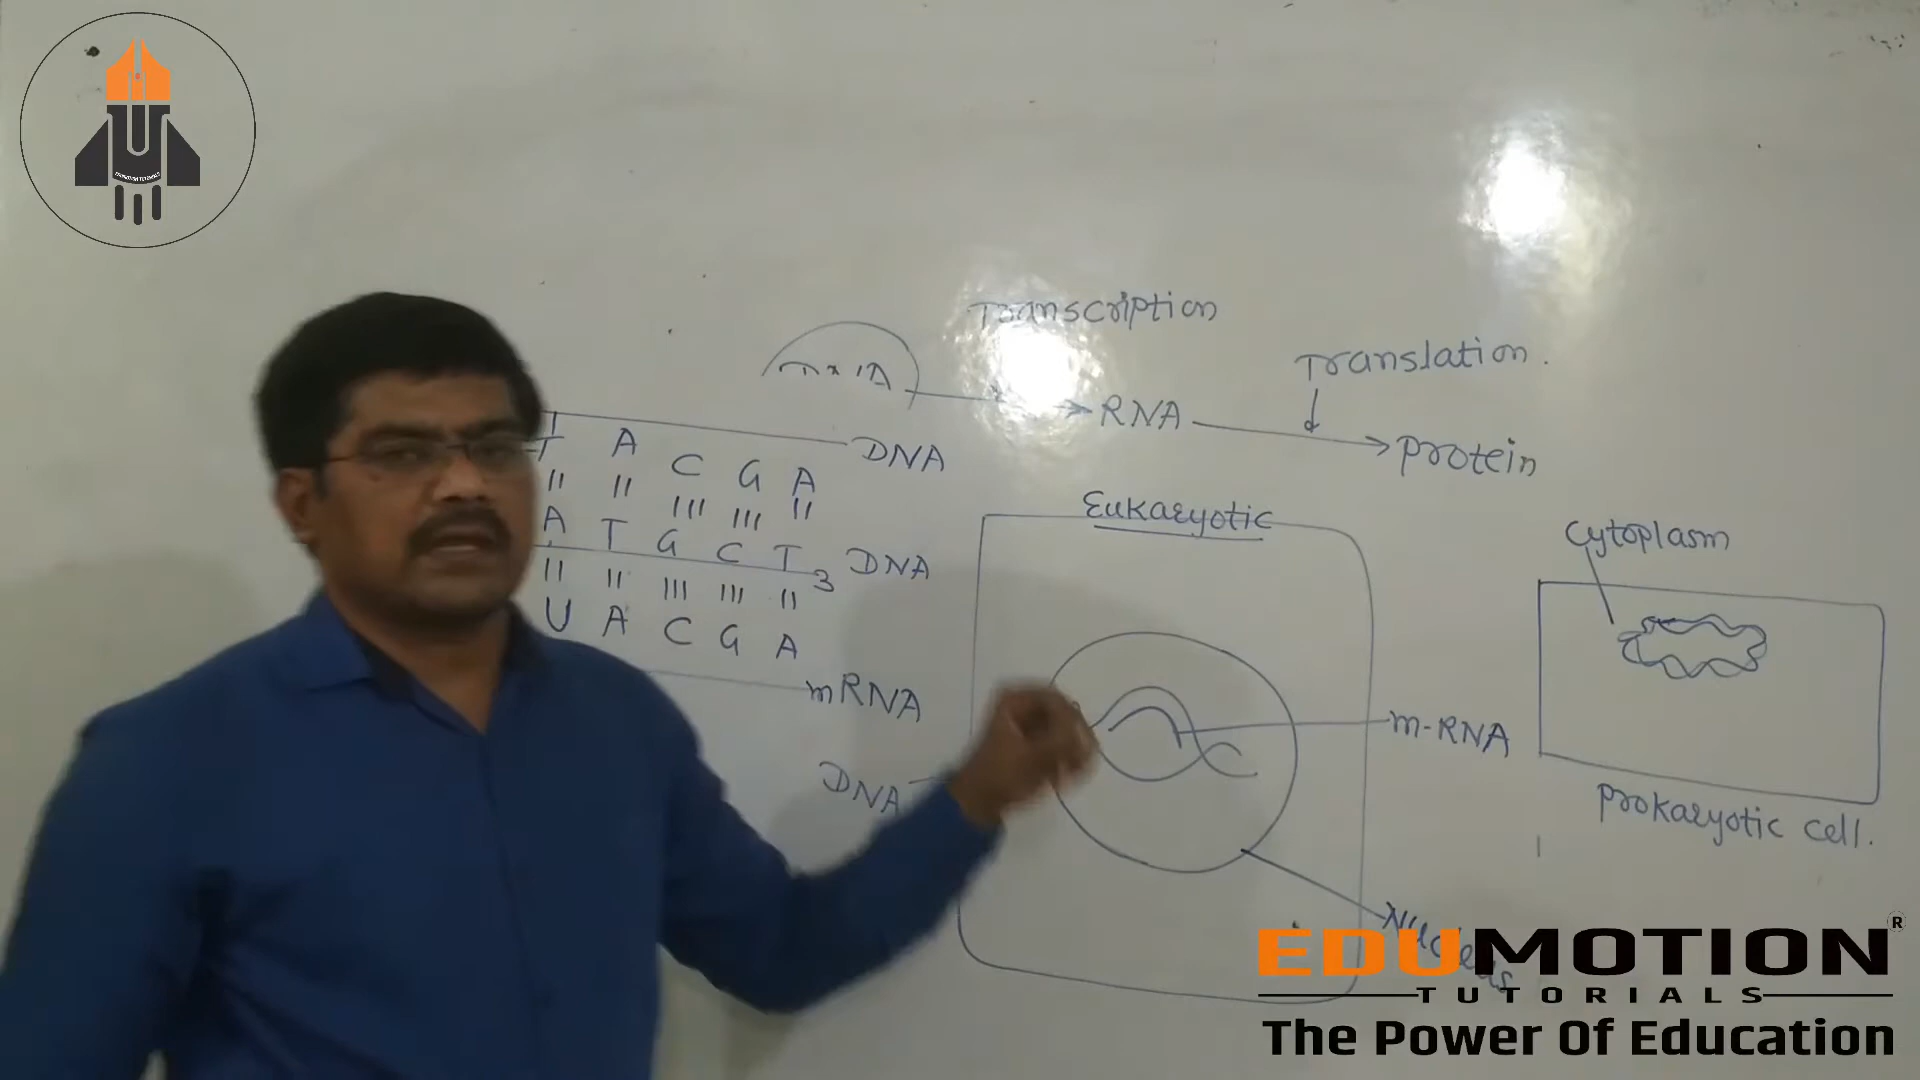 Transcription
Translation.
RNA
Protein
DNA
T A C G A
A T G C T
3
DNA
U A C G A
mRNA
DNA
Eukaryotic
m-RNA
Nucleus
Cytoplasm
Prokaryotic cell.
EDUMOTION®
TUTORIALS
The Power Of Education